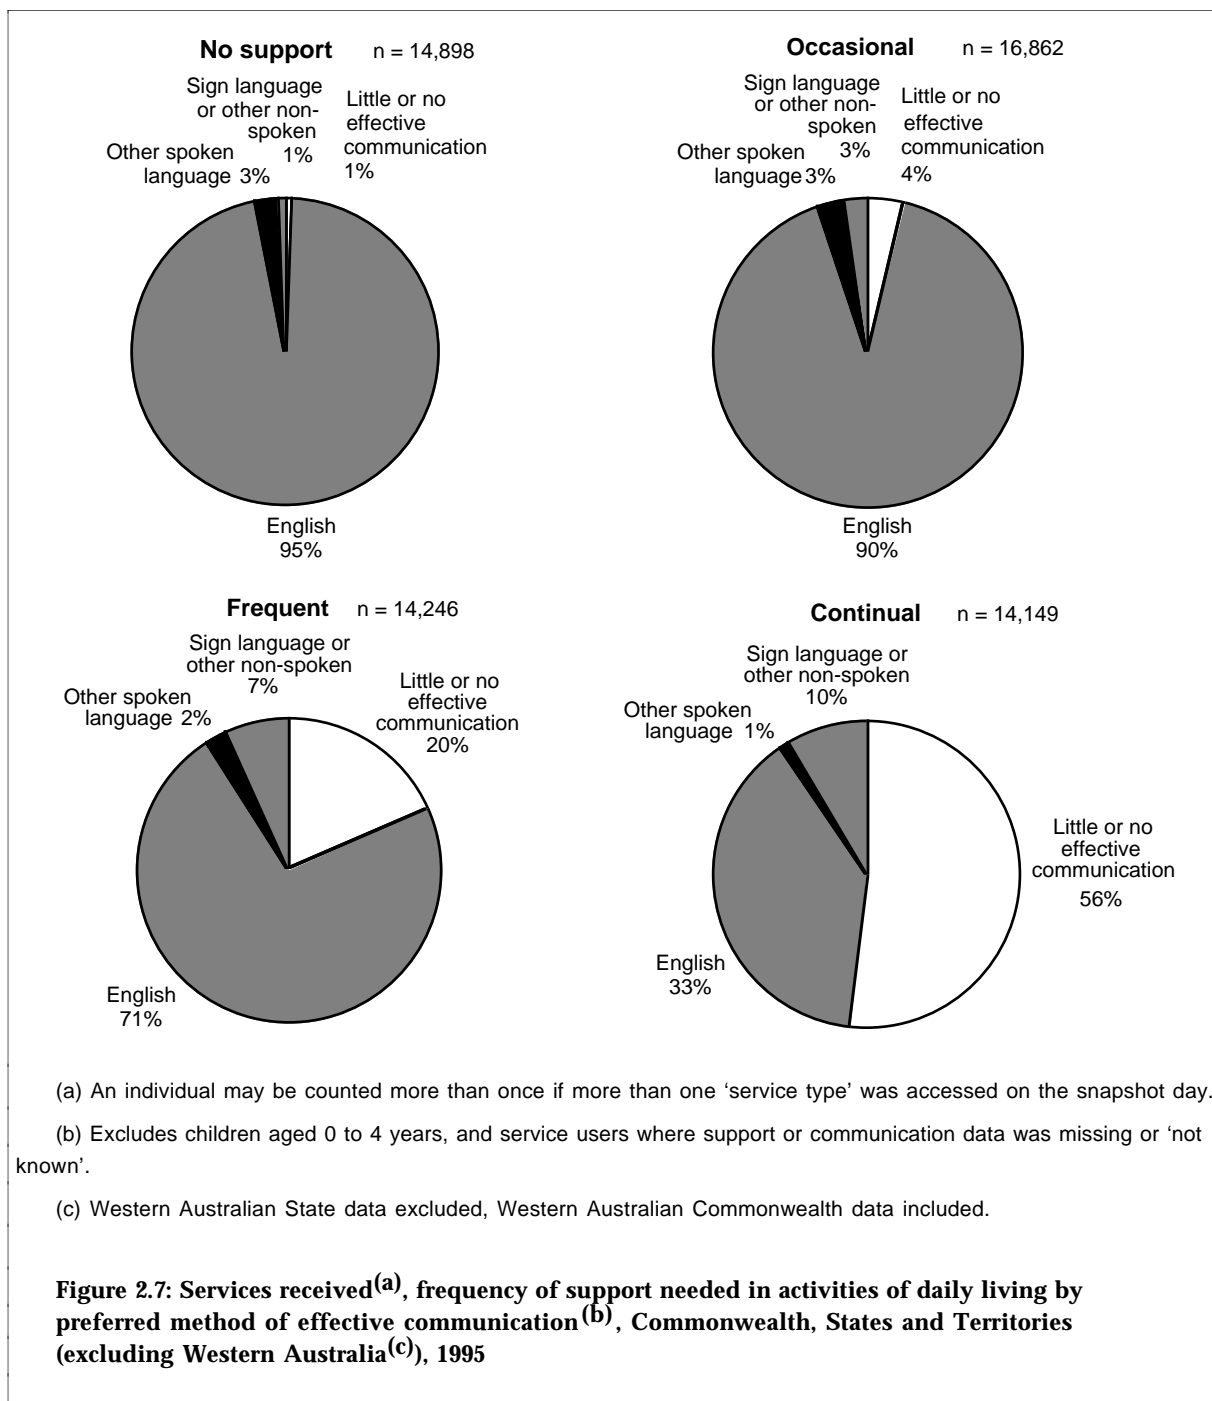 No support n = 14,898
Sign language
or other non-
spoken
1%
Little or no
effective
communication
1%
Other spoken
language 3%
English
95%
Occasional n = 16,862
Sign language
or other non-
spoken
3%
Little or no
effective
communication
4%
Other spoken
language 3%
English
90%
Frequent n = 14,246
Sign language or
other non-spoken
7%
Little or no
effective
communication
20%
Other spoken
language 2%
English
71%
Continual n = 14,149
Sign language or
other non-spoken
10%
Other spoken
language 1%
Little or no
effective
communication
56%
English
33%
(a) An individual may be counted more than once if more than one ‘service type’ was accessed on the snapshot day.
(b) Excludes children aged 0 to 4 years, and service users where support or communication data was missing or ‘not
known’.
(c) Western Australian State data excluded, Western Australian Commonwealth data included.
Figure 2.7: Services received(a), frequency of support needed in activities of daily living by
preferred method of effective communication(b), Commonwealth, States and Territories
(excluding Western Australia(c)), 1995